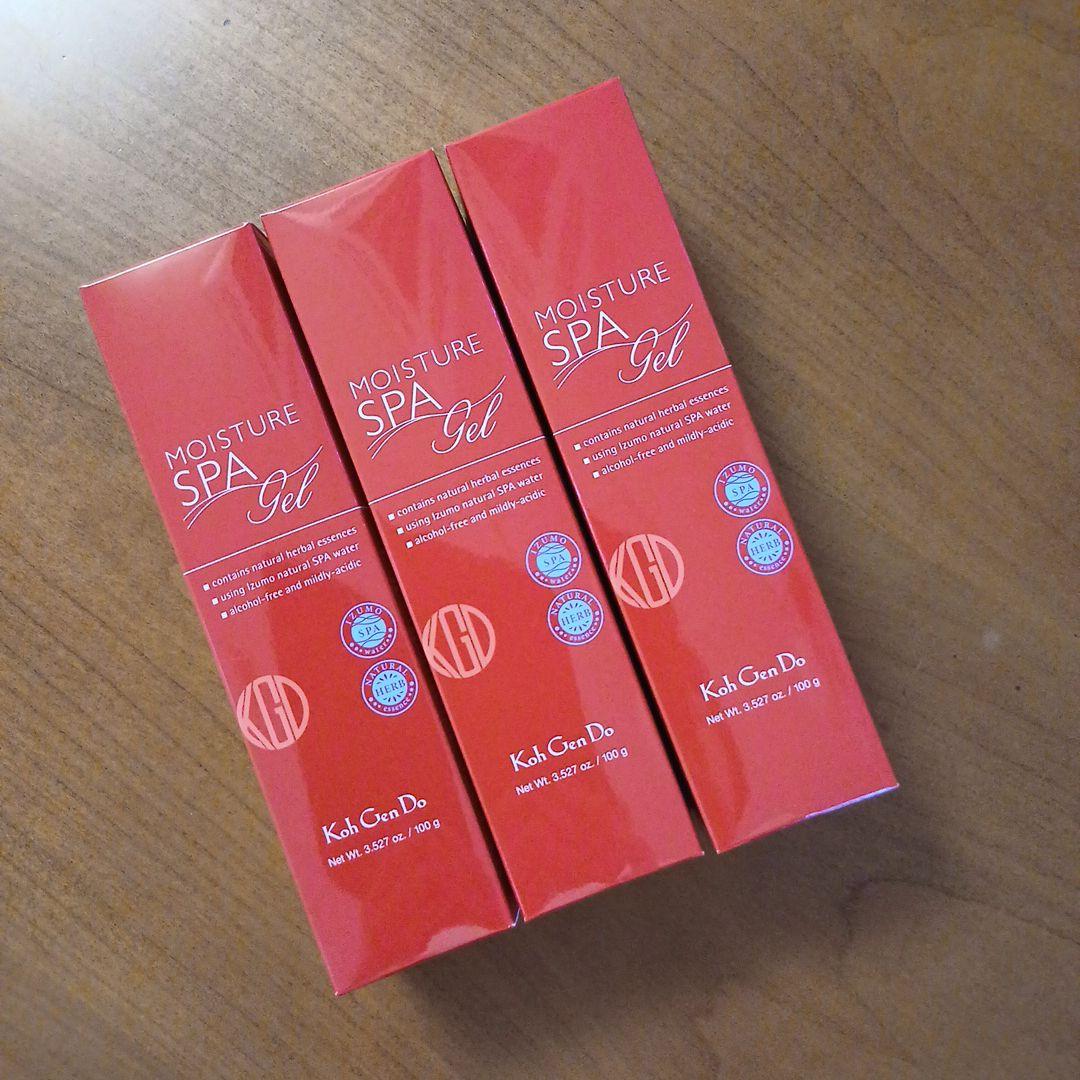 MOISTURE
SPA
Gel
contains natural herbal essences
using Izumo natural SPA water
alcohol-free and mildly-acidic
IZUMO
SPA
water
NATURAL
HERB
essence
KGD
Koh Gen Do
Net Wt. 3.527 oz. / 100 g
MOISTURE
SPA
Gel
contains natural herbal essences
using Izumo natural SPA water
alcohol-free and mildly-acidic
IZUMO
SPA
water
NATURAL
HERB
essence
KGD
Koh Gen Do
Net Wt. 3.527 oz. / 100 g
MOISTURE
SPA
Gel
contains natural herbal essences
using Izumo natural SPA water
alcohol-free and mildly-acidic
IZUMO
SPA
water
NATURAL
HERB
essence
KGD
Koh Gen Do
Net Wt. 3.527 oz. / 100 g